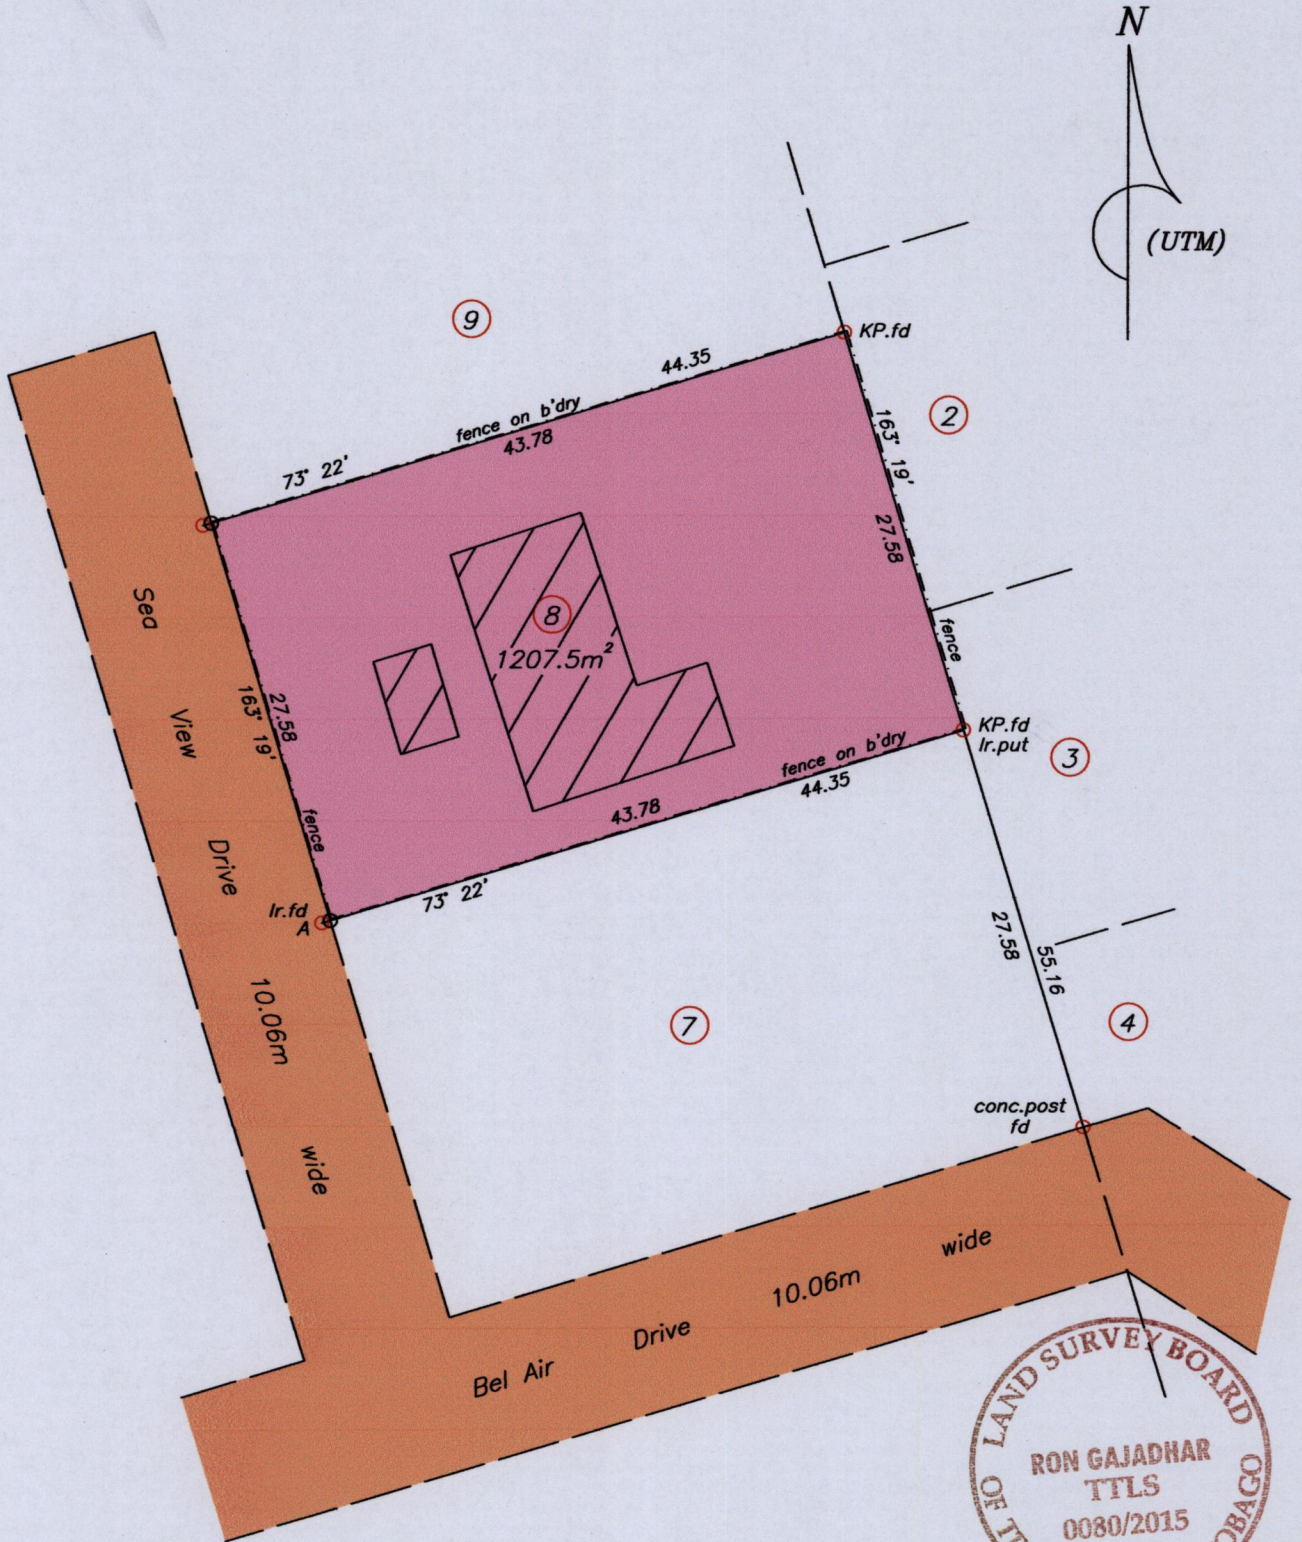 N
(UTM)
9
KP.fd
44.35
fence on b'dry
43.78
73° 22'
2
163° 19'
27.58
8
1207.5m²
fence
KP.fd
Ir.put
3
fence on b'dry
44.35
43.78
73° 22'
27.58
163° 19'
fence
Ir.fd
A
Sea View Drive 10.06m wide
7
27.58
55.16
4
conc.post
fd
Bel Air Drive 10.06m wide
LAND SURVEY BOARD
RON GAJADHAR
TTLS
0080/2015
OF